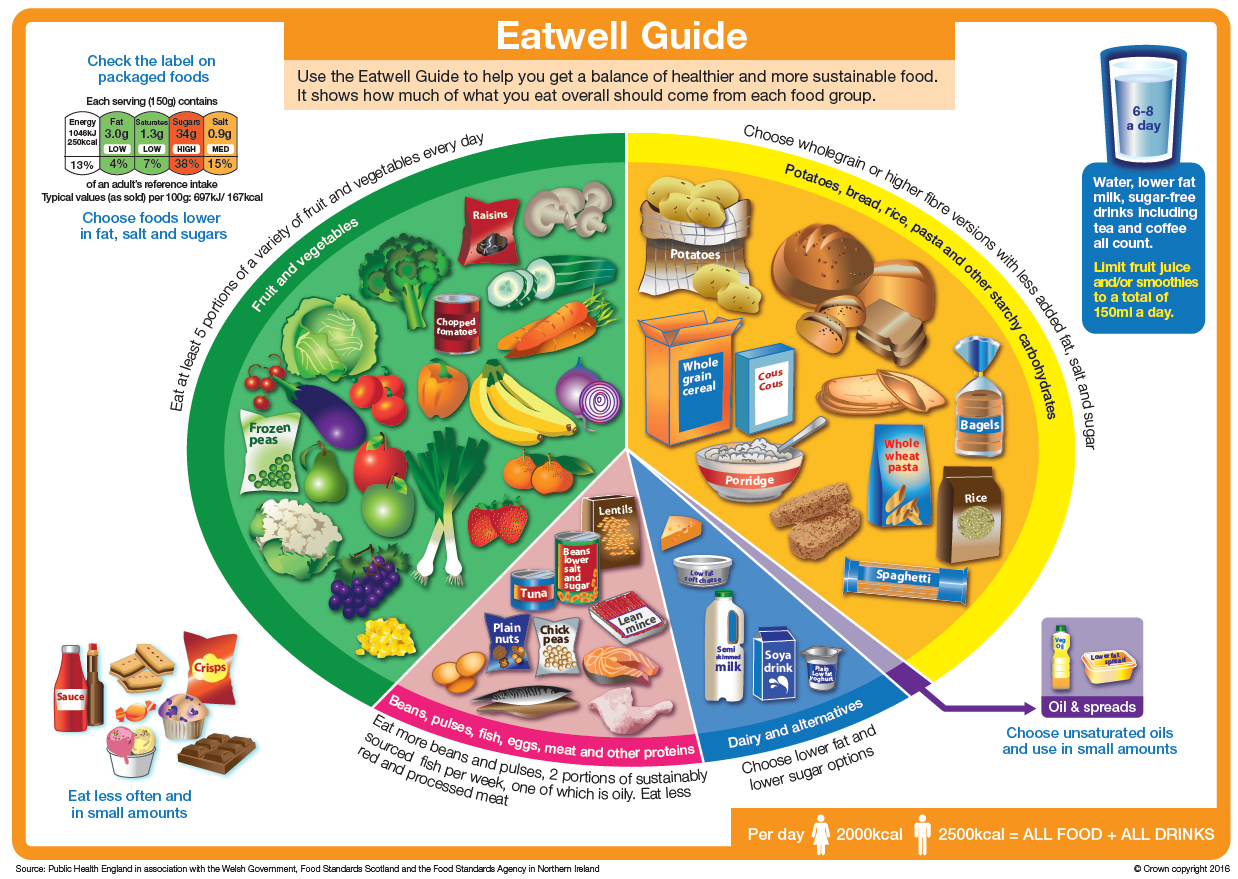 Eatwell Guide
Use the Eatwell Guide to help you get a balance of healthier and more sustainable food.
It shows how much of what you eat overall should come from each food group.
Check the label on
packaged foods
Each serving (150g) contains
Energy
1046kJ
250kcal
13%
Fat
3.0g
LOW
4%
Saturates
1.3g
LOW
7%
Sugars
34g
HIGH
38%
Salt
0.9g
MED
15%
of an adult's reference intake
Typical values (as sold) per 100g: 697kJ/ 167kcal
Choose foods lower
in fat, salt and sugars
6-8
a day
Water, lower fat
milk, sugar-free
drinks including
tea and coffee
all count.
Limit fruit juice
and/or smoothies
to a total of
150ml a day.
Eat at least 5 portions of a variety of fruit and vegetables every day
Fruit and vegetables
Raisins
Chopped
tomatoes
Frozen
peas
Choose wholegrain or higher fibre versions with less added fat, salt and sugar
Potatoes, bread, rice, pasta and other starchy carbohydrates
Potatoes
Whole
grain
cereal
Cous
Cous
Bagels
Porridge
Whole
wheat
pasta
Rice
Spaghetti
Lentils
Beans
lower
salt
and
sugar
Tuna
Plain
nuts
Chick
peas
Lean
mince
Beans, pulses, fish, eggs, meat and other proteins
Eat more beans and pulses, 2 portions of sustainably
sourced fish per week, one of which is oily. Eat less
red and processed meat
Low fat
soft cheese
Semi
skimmed
milk
Soya
drink
Plain
Low fat
yoghurt
Dairy and alternatives
Choose lower fat and
lower sugar options
Veg
Oil
Lower fat
spread
Oil & spreads
Choose unsaturated oils
and use in small amounts
Sauce
Crisps
Eat less often and
in small amounts
Per day 2000kcal 2500kcal = ALL FOOD + ALL DRINKS
Source: Public Health England in association with the Welsh Government, Food Standards Scotland and the Food Standards Agency in Northern Ireland
© Crown copyright 2016